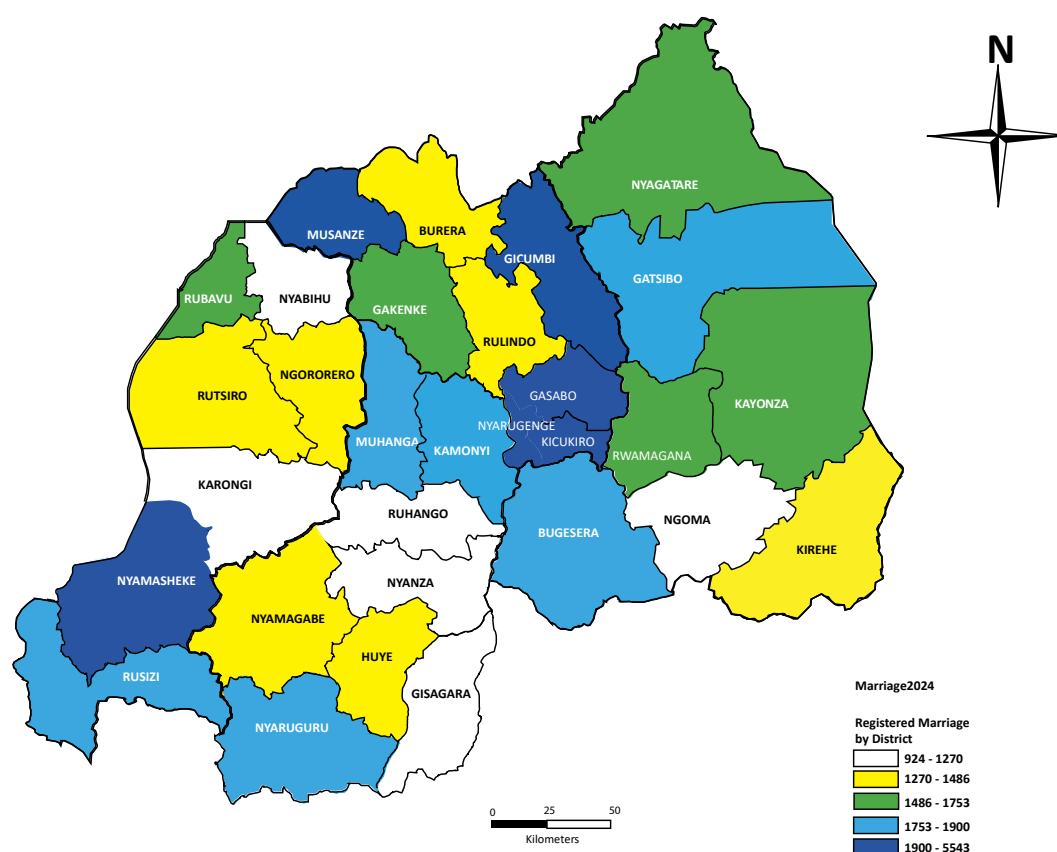 N
NYAGATARE
MUSANZE
BURERA
GICUMBI
GATSIBO
RUBAVU
NYABIHU
GAKENKE
RULINDO
NGORORERO
RUTSIRO
GASABO
KAYONZA
NYARUGENGE
MUHANGA
KAMONYI
KICUKIRO
RWAMAGANA
KARONGI
RUHANGO
NGOMA
BUGESERA
KIREHE
NYAMASHEKE
NYANZA
NYAMAGABE
HUYE
RUSIZI
GISAGARA
NYARUGURU
Marriage2024
Registered Marriage
by District
924 - 1270
1270 - 1486
1486 - 1753
1753 - 1900
1900 - 5543
0 25 50
Kilometers